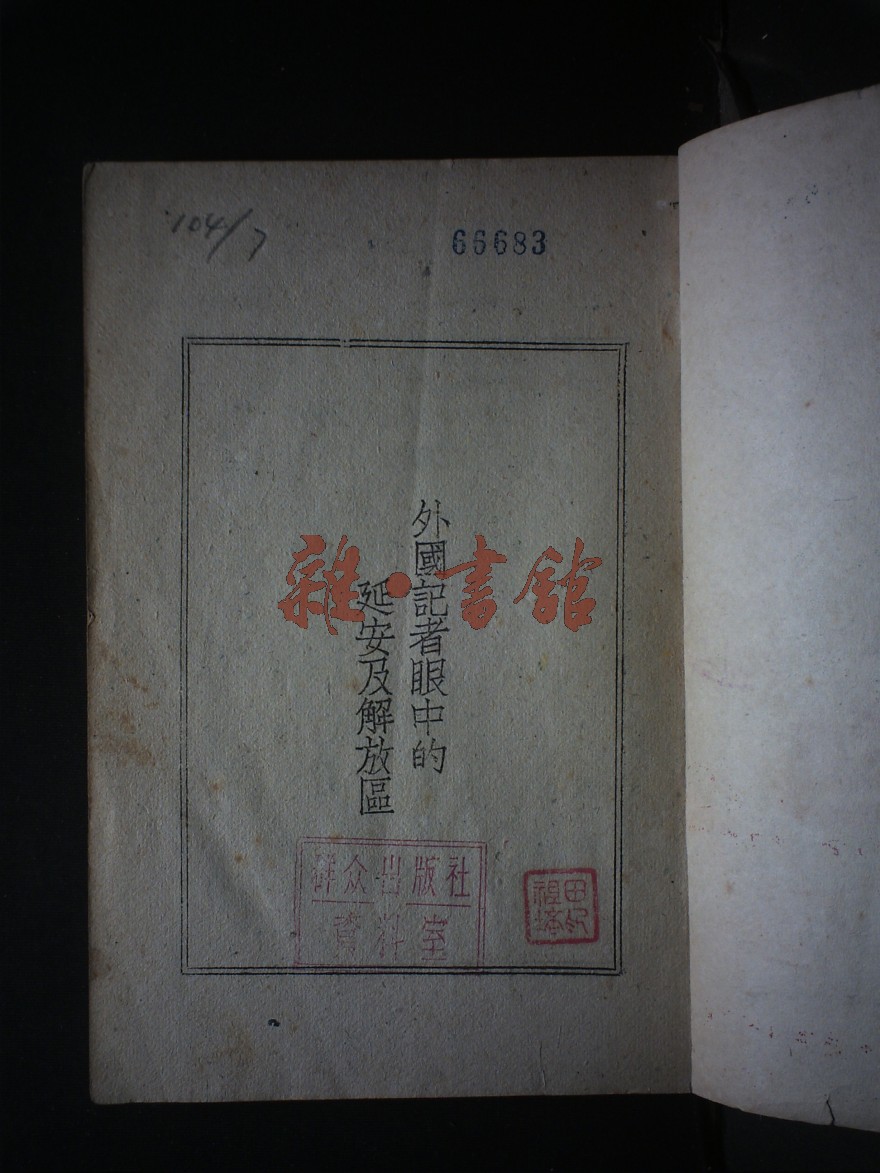 104/7
66683
外國記者眼中的
延安及解放區
雜·書館
群众出版社
資料室